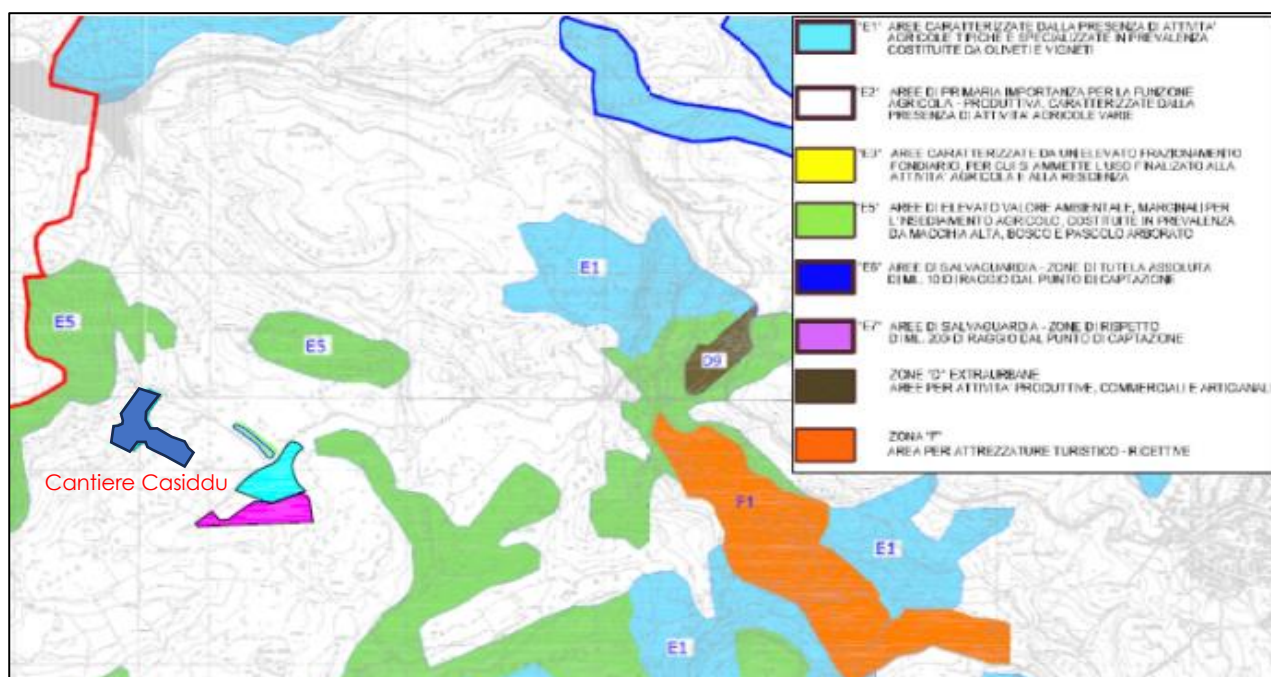 "E1" AREE CARATTERIZZATE DALLA PRESENZA DI ATTIVITA'
AGRICOLE TIPICHE E SPECIALIZZATE IN PREVALENZA
COSTITUITE DA OLIVETI E VIGNETI
"E2" AREE DI PRIMARIA IMPORTANZA PER LA FUNZIONE
AGRICOLA - PRODUTTIVA, CARATTERIZZATE DALLA
PRESENZA DI ATTIVITA' AGRICOLE VARIE
"E3" AREE CARATTERIZZATE DA UN ELEVATO FRAZIONAMENTO
FONDIARIO, PER CUI SI AMMETTE L'USO FINALIZZATO ALLA
ATTIVITA' AGRICOLA E ALLA RESIDENZA
"E5" AREE DI ELEVATO VALORE AMBIENTALE, MARGINALI PER
L'INSEDIAMENTO AGRICOLO, COSTITUITE IN PREVALENZA
DA MACCHIA ALTA, BOSCO E PASCOLO ARBORATO
"E6" AREE DI SALVAGUARDIA - ZONE DI TUTELA ASSOLUTA
DI ML. 10 DI RAGGIO DAL PUNTO DI CAPTAZIONE
"E7" AREE DI SALVAGUARDIA - ZONE DI RISPETTO
DI ML. 200 DI RAGGIO DAL PUNTO DI CAPTAZIONE
ZONE "D" EXTRAURBANE
AREE PER ATTIVITA' PRODUTTIVE, COMMERCIALI E ARTIGIANALI
ZONA "F"
AREA PER ATTREZZATURE TURISTICO - RICETTIVE
E1
E5
E5
D9
Cantiere Casiddu
F1
E1
E1